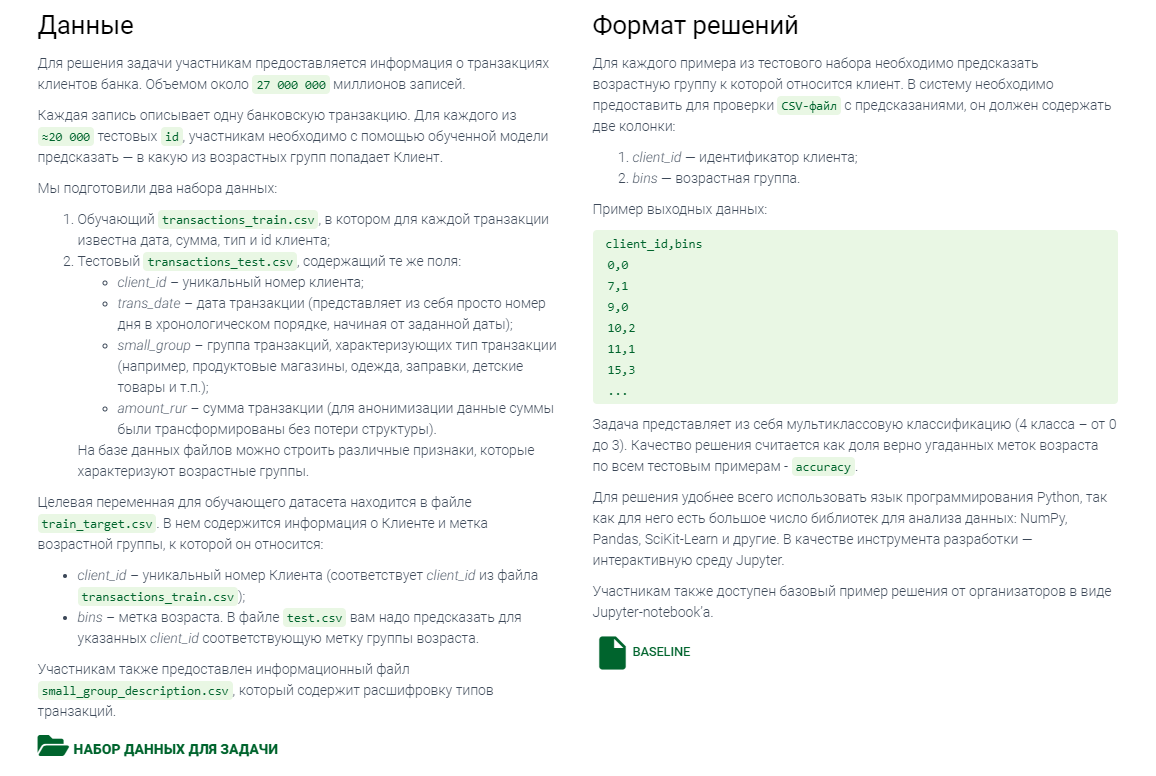 Данные
Для решения задачи участникам предоставляется информация о транзакциях
клиентов банка. Объемом около 27 000 000 миллионов записей.
Каждая запись описывает одну банковскую транзакцию. Для каждого из
≈20 000 тестовых id, участникам необходимо с помощью обученной модели
предсказать — в какую из возрастных групп попадает Клиент.
Мы подготовили два набора данных:
1. Обучающий transactions_train.csv, в котором для каждой транзакции
известна дата, сумма, тип и id клиента;
2. Тестовый transactions_test.csv, содержащий те же поля:
client_id – уникальный номер клиента;
trans_date – дата транзакции (представляет из себя просто номер
дня в хронологическом порядке, начиная от заданной даты);
small_group – группа транзакций, характеризующих тип транзакции
(например, продуктовые магазины, одежда, заправки, детские
товары и т.п.);
amount_rur – сумма транзакции (для анонимизации данные суммы
были трансформированы без потери структуры).
На базе данных файлов можно строить различные признаки, которые
характеризуют возрастные группы.
Целевая переменная для обучающего датасета находится в файле
train_target.csv. В нем содержится информация о Клиенте и метка
возрастной группы, к которой он относится:
client_id – уникальный номер Клиента (соответствует client_id из файла
transactions_train.csv);
bins – метка возраста. В файле test.csv вам надо предсказать для
указанных client_id соответствующую метку группы возраста.
Участникам также предоставлен информационный файл
small_group_description.csv, который содержит расшифровку типов
транзакций.
НАБОР ДАННЫХ ДЛЯ ЗАДАЧИ
Формат решений
Для каждого примера из тестового набора необходимо предсказать
возрастную группу к которой относится клиент. В систему необходимо
предоставить для проверки CSV-файл с предсказаниями, он должен содержать
две колонки:
1. client_id — идентификатор клиента;
2. bins — возрастная группа.
Пример выходных данных:
client_id,bins
0,0
7,1
9,0
10,2
11,1
15,3
...
Задача представляет из себя мультиклассовую классификацию (4 класса – от 0
до 3). Качество решения считается как доля верно угаданных меток возраста
по всем тестовым примерам - accuracy.
Для решения удобнее всего использовать язык программирования Python, так
как для него есть большое число библиотек для анализа данных: NumPy,
Pandas, SciKit-Learn и другие. В качестве инструмента разработки —
интерактивную среду Jupyter.
Участникам также доступен базовый пример решения от организаторов в виде
Jupyter-notebook'а.
BASELINE